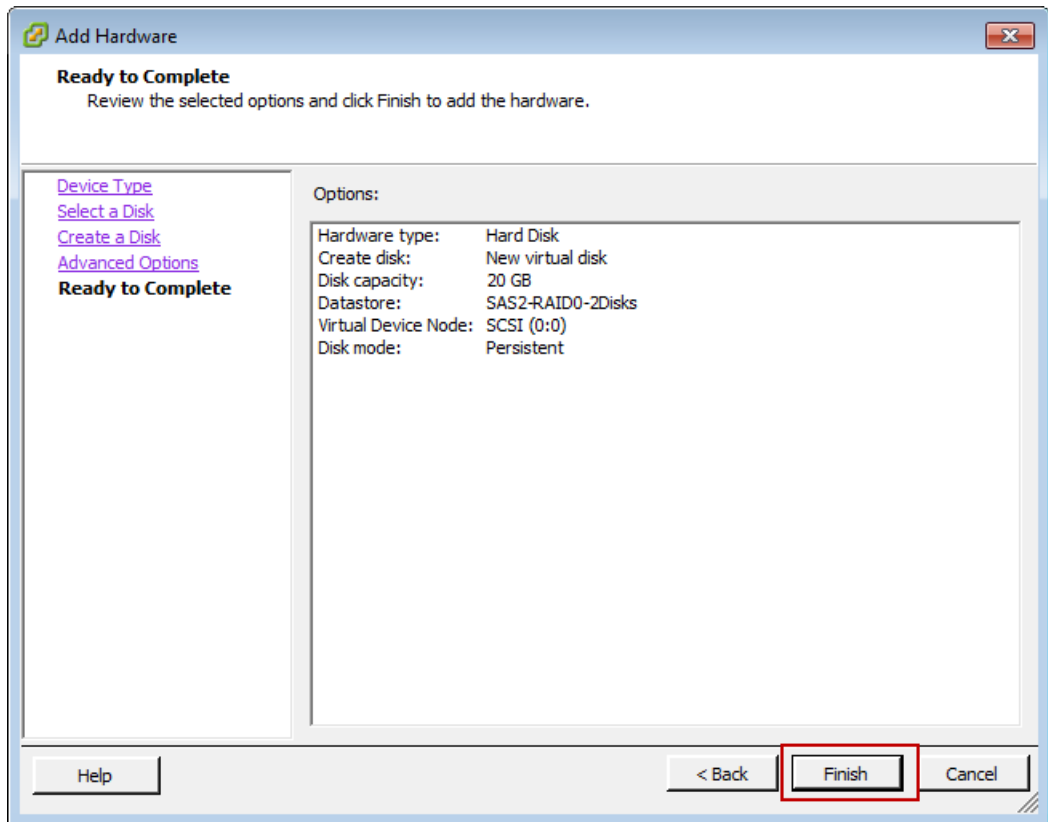 Add Hardware
Ready to Complete
Review the selected options and click Finish to add the hardware.
Device Type
Select a Disk
Create a Disk
Advanced Options
Ready to Complete
Options:
Hardware type: Hard Disk
Create disk: New virtual disk
Disk capacity: 20 GB
Datastore: SAS2-RAID0-2Disks
Virtual Device Node: SCSI (0:0)
Disk mode: Persistent
Help
< Back
Finish
Cancel